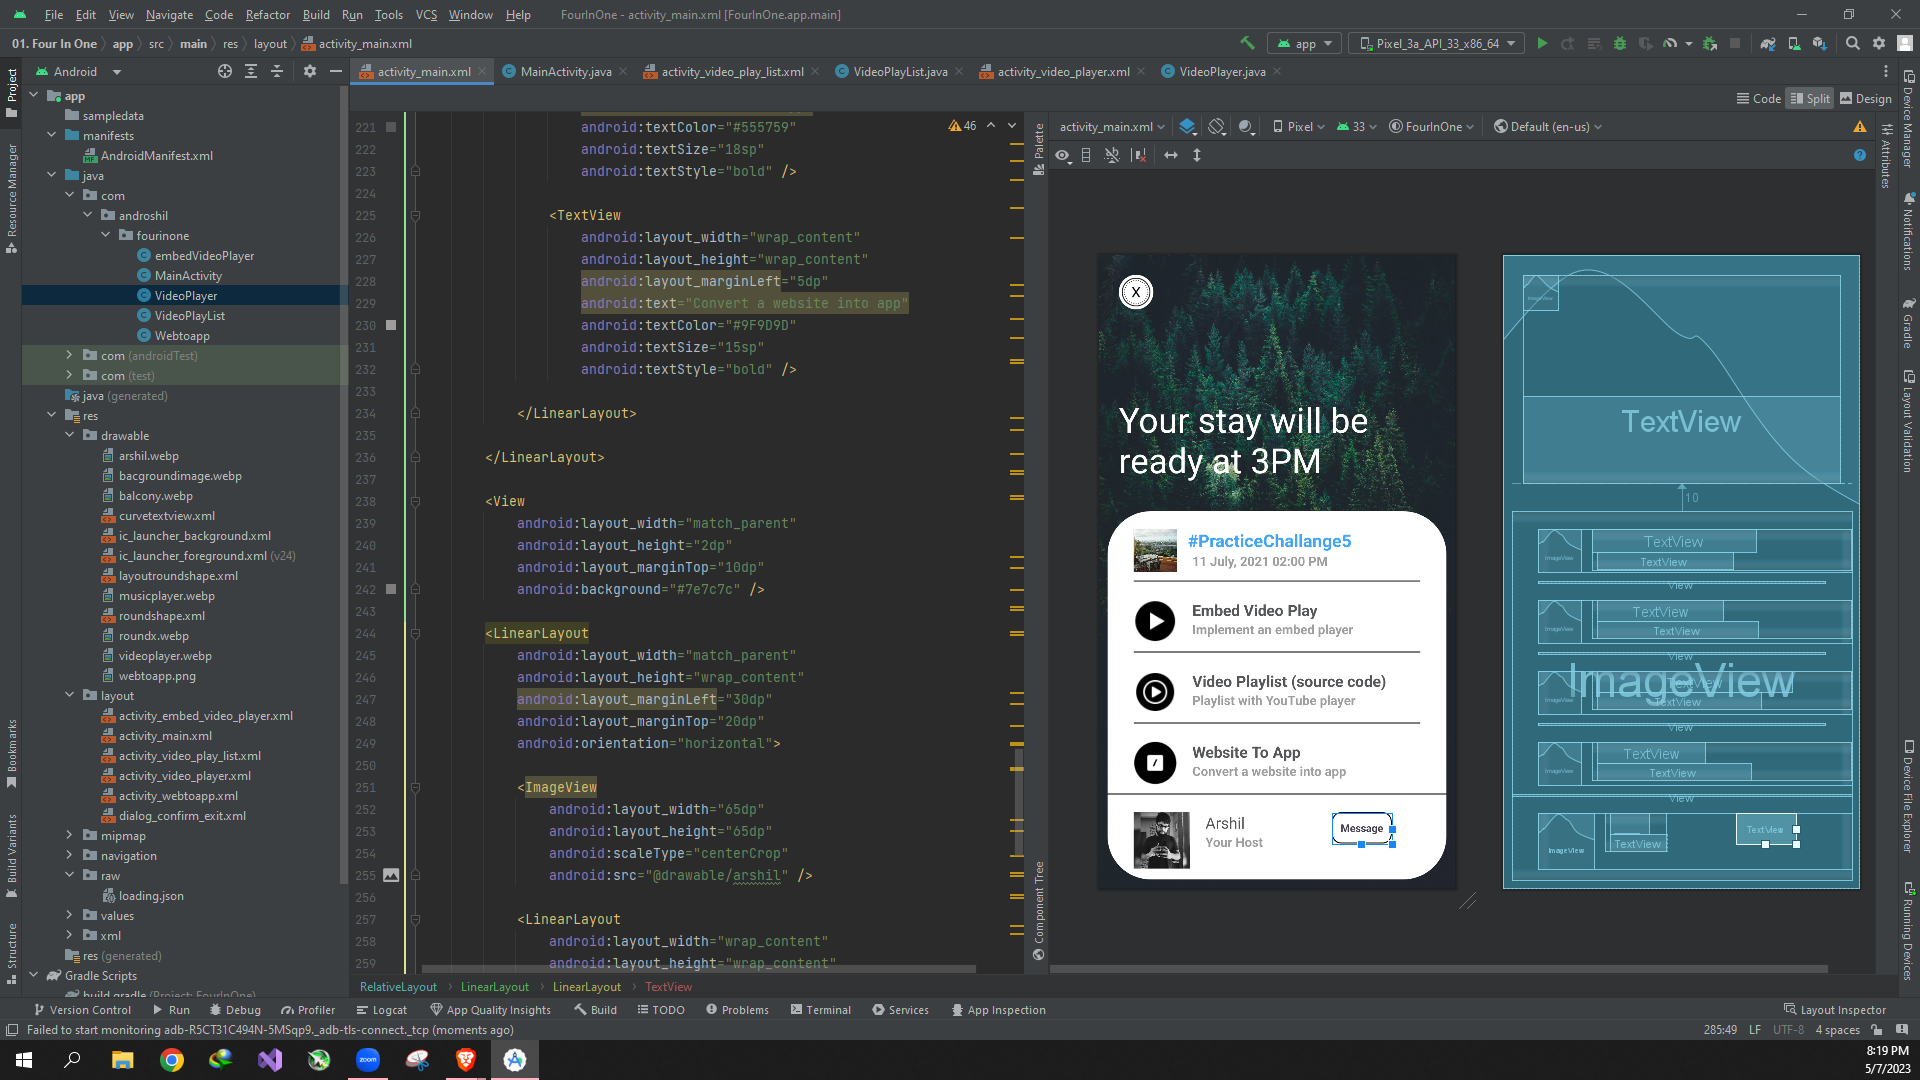 File Edit View Navigate Code Refactor Build Run Tools VCS Window Help FourInOne - activity_main.xml [FourInOne.app.main]
01. Four In One app src main res layout activity_main.xml app Pixel_3a_API_33_x86_64
Android activity_main.xml MainActivity.java activity_video_play_list.xml VideoPlayList.java activity_video_player.xml VideoPlayer.java
Code Split Design
Project
Resource Manager
Bookmarks
Build Variants
Structure
app
sampledata
manifests
AndroidManifest.xml
java
com
androshil
fourinone
embedVideoPlayer
MainActivity
VideoPlayer
VideoPlayList
Webtoapp
com (androidTest)
com (test)
java (generated)
res
drawable
arshil.webp
bacgroundimage.webp
balcony.webp
curvetextview.xml
ic_launcher_background.xml
ic_launcher_foreground.xml (v24)
layoutroundshape.xml
musicplayer.webp
roundshape.xml
roundx.webp
videoplayer.webp
webtoapp.png
layout
activity_embed_video_player.xml
activity_main.xml
activity_video_play_list.xml
activity_video_player.xml
activity_webtoapp.xml
dialog_confirm_exit.xml
mipmap
navigation
raw
loading.json
values
xml
res (generated)
Gradle Scripts
build.gradle (Project: FourInOne)
46
221 android:textColor="#555759"
222 android:textSize="18sp"
223 android:textStyle="bold" />
224
225 <TextView
226 android:layout_width="wrap_content"
227 android:layout_height="wrap_content"
228 android:layout_marginLeft="5dp"
229 android:text="Convert a website into app"
230 android:textColor="#9F9D9D"
231 android:textSize="15sp"
232 android:textStyle="bold" />
233
234 </LinearLayout>
235
236 </LinearLayout>
237
238 <View
239 android:layout_width="match_parent"
240 android:layout_height="2dp"
241 android:layout_marginTop="10dp"
242 android:background="#7e7c7c" />
243
244 <LinearLayout
245 android:layout_width="match_parent"
246 android:layout_height="wrap_content"
247 android:layout_marginLeft="30dp"
248 android:layout_marginTop="20dp"
249 android:orientation="horizontal">
250
251 <ImageView
252 android:layout_width="65dp"
253 android:layout_height="65dp"
254 android:scaleType="centerCrop"
255 android:src="@drawable/arshil" />
256
257 <LinearLayout
258 android:layout_width="wrap_content"
259 android:layout_height="wrap_content"
RelativeLayout LinearLayout LinearLayout TextView
Palette
Component Tree
activity_main.xml Pixel 33 FourInOne Default (en-us)
X
Your stay will be
ready at 3PM
#PracticeChallange5
11 July, 2021 02:00 PM
Embed Video Play
Implement an embed player
Video Playlist (source code)
Playlist with YouTube player
Website To App
Convert a website into app
Arshil
Your Host
Message
ImageView
TextView
10
ImageView
TextView
TextView
View
ImageView
TextView
TextView
View
ImageView
ImageView
TextView
TextView
View
ImageView
TextView
TextView
View
ImageView
TextView
TextView
Attributes
Device Manager
Notifications
Gradle
Layout Validation
Device File Explorer
Running Devices
Version Control Run Debug Profiler Logcat App Quality Insights Build TODO Problems Terminal Services App Inspection Layout Inspector
Failed to start monitoring adb-R5CT31C494N-5MSqp9._adb-tls-connect._tcp (moments ago) 285:49 LF UTF-8 4 spaces
zoom
8:19 PM
5/7/2023